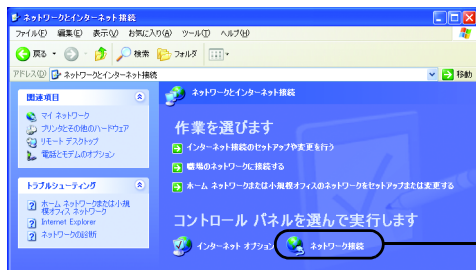 ネットワークとインターネット接続
ファイル(F) 編集(E) 表示(V) お気に入り(A) ツール(T) ヘルプ(H)
戻る 検索 フォルダ
アドレス(D) ネットワークとインターネット接続 移動
関連項目
マイ ネットワーク
プリンタとその他のハードウェア
リモート デスクトップ
電話とモデムのオプション
トラブルシューティング
ホーム ネットワークまたは小規
模オフィス ネットワーク
Internet Explorer
ネットワークの診断
ネットワークとインターネット接続
作業を選びます
インターネット接続のセットアップや変更を行う
職場のネットワークに接続する
ホーム ネットワークまたは小規模オフィスのネットワークをセットアップまたは変更する
コントロール パネルを選んで実行します
インターネット オプション ネットワーク接続